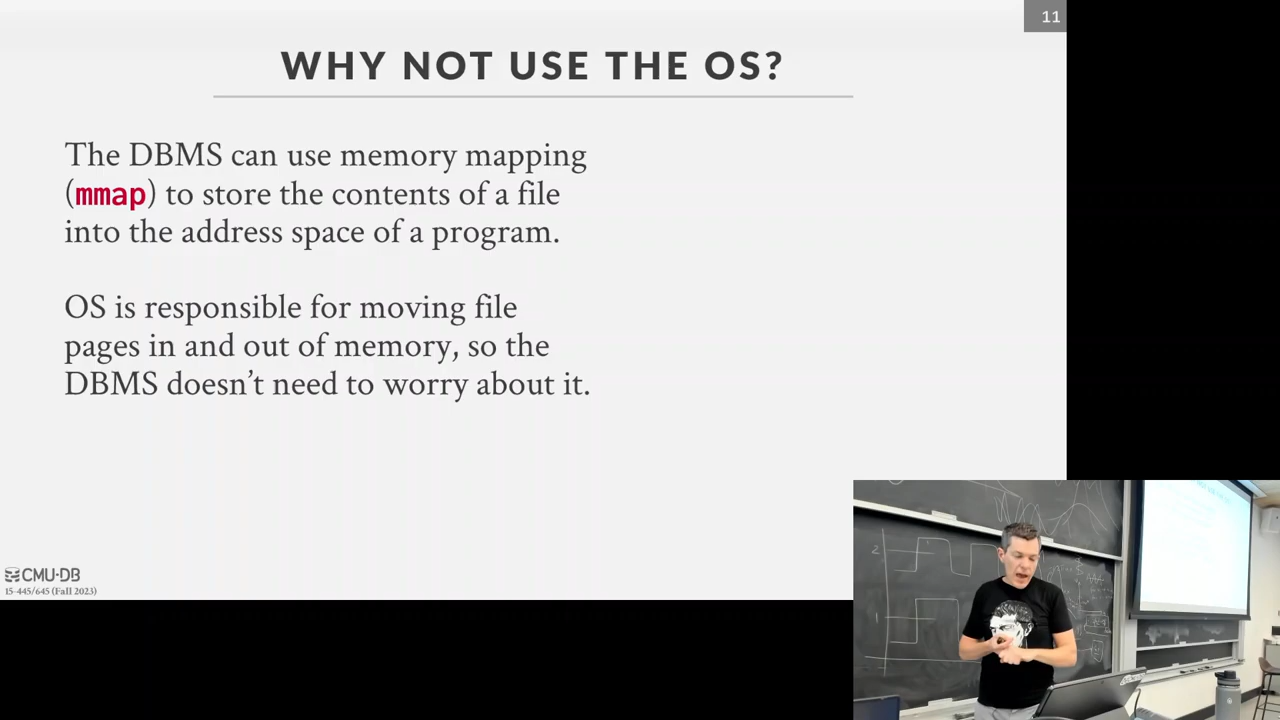 11
WHY NOT USE THE OS?
The DBMS can use memory mapping
(mmap) to store the contents of a file
into the address space of a program.
OS is responsible for moving file
pages in and out of memory, so the
DBMS doesn't need to worry about it.
CMU·DB
15-445/645 (Fall 2023)
2
1